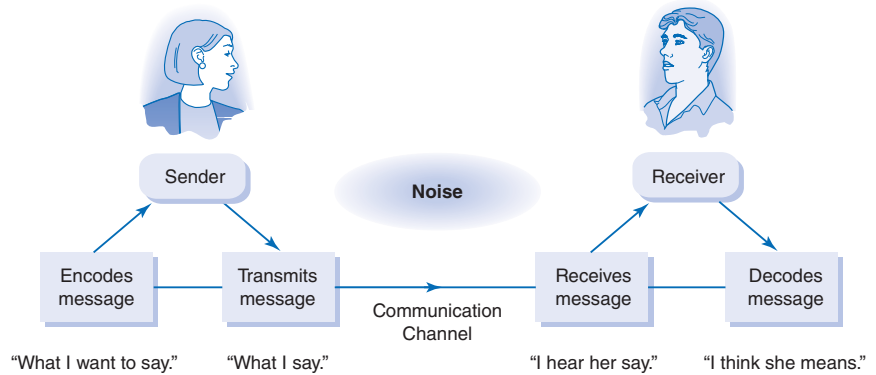 Sender
Noise
Receiver
Encodes
message
Transmits
message
Communication
Channel
Receives
message
Decodes
message
“What I want to say.”
“What I say.”
“I hear her say.”
“I think she means.”